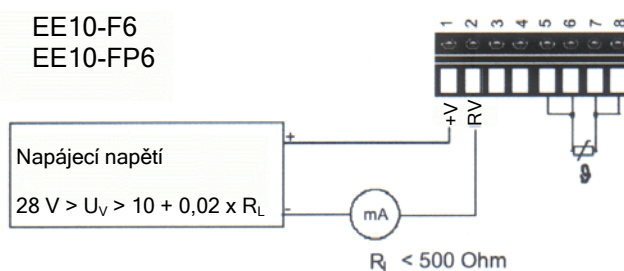 EE10-F6
EE10-FP6
1 2 3 4 5 6 7 8
+V RV
+
Napájecí napětí
28 V > UV > 10 + 0,02 x RL
-
mA
ϑ
RL < 500 Ohm